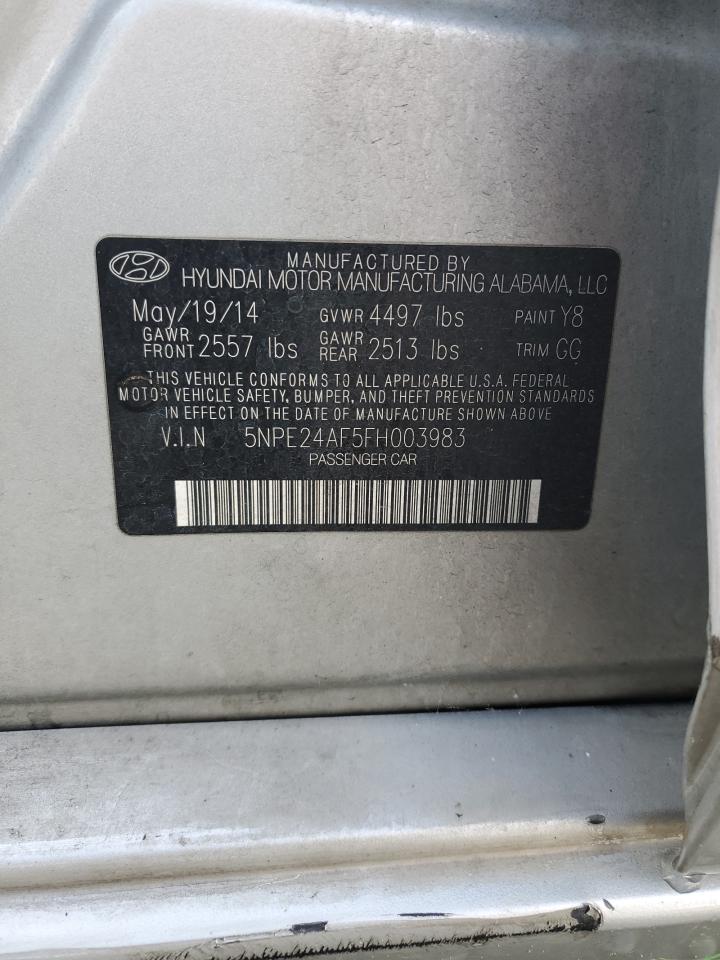 MANUFACTURED BY
HYUNDAI MOTOR MANUFACTURING ALABAMA, LLC
May/19/14 GVWR 4497 lbs PAINT Y8
GAWR FRONT 2557 lbs GAWR REAR 2513 lbs TRIM GG
THIS VEHICLE CONFORMS TO ALL APPLICABLE U.S.A. FEDERAL
MOTOR VEHICLE SAFETY, BUMPER, AND THEFT PREVENTION STANDARDS
IN EFFECT ON THE DATE OF MANUFACTURE SHOWN ABOVE.
V.I.N 5NPE24AF5FH003983
PASSENGER CAR